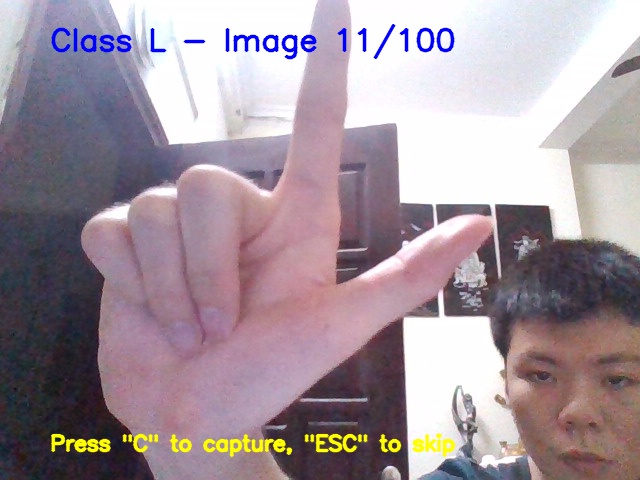 Class L - Image 11/100
Press "C" to capture, "ESC" to skip